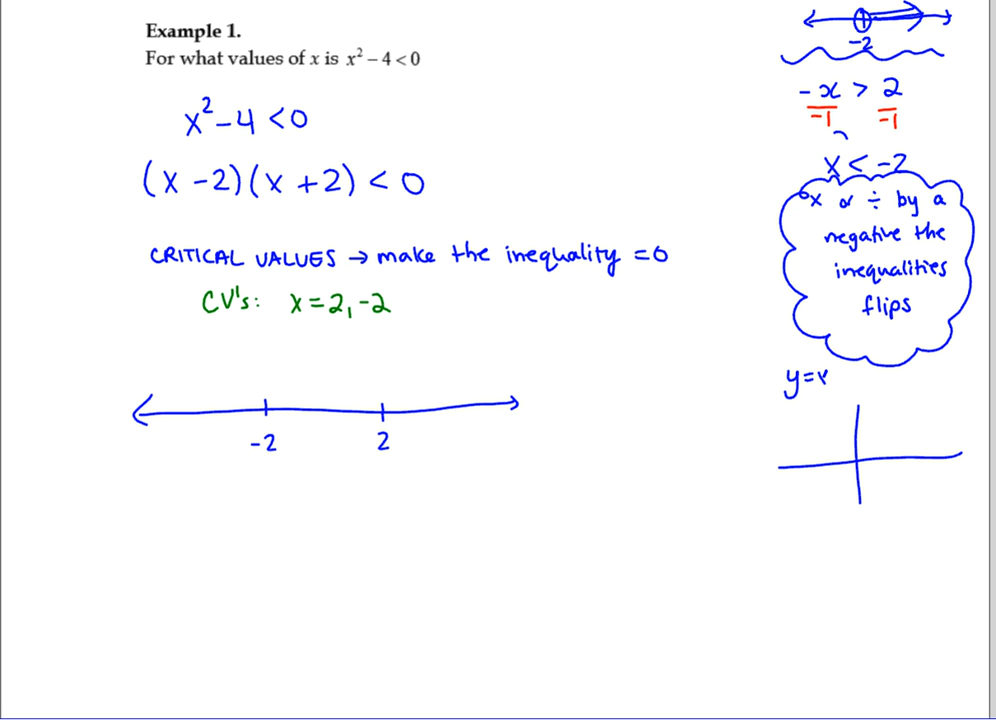 Example 1.
For what values of x is x² – 4 < 0
x² – 4 < 0
(x – 2)(x + 2) < 0
CRITICAL VALUES → make the inequality = 0
CV's: x = 2, -2
-2 2
-2
-x > 2
-1 -1
x < -2
x or ÷ by a
negative the
inequalities
flips
y=x